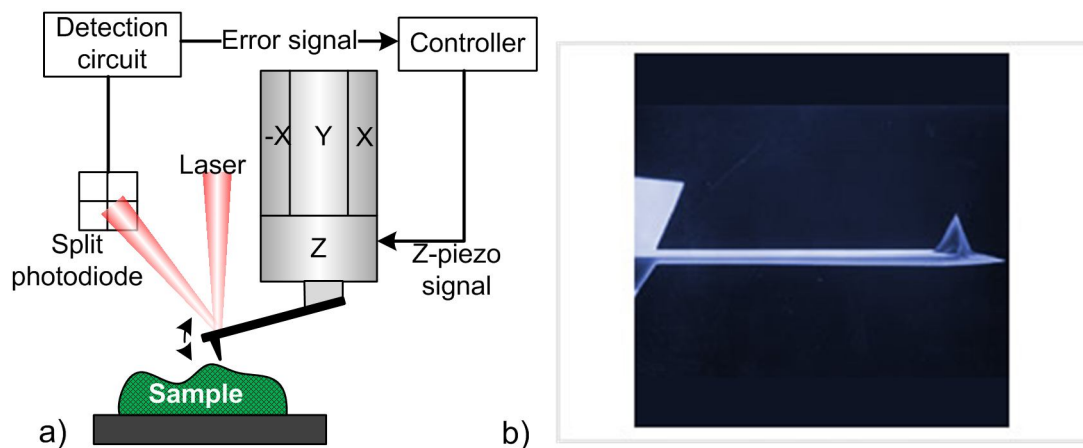 Detection
circuit
Error signal
Controller
-X
Y
X
Laser
Split
photodiode
Z
Z-piezo
signal
Sample
a)
b)